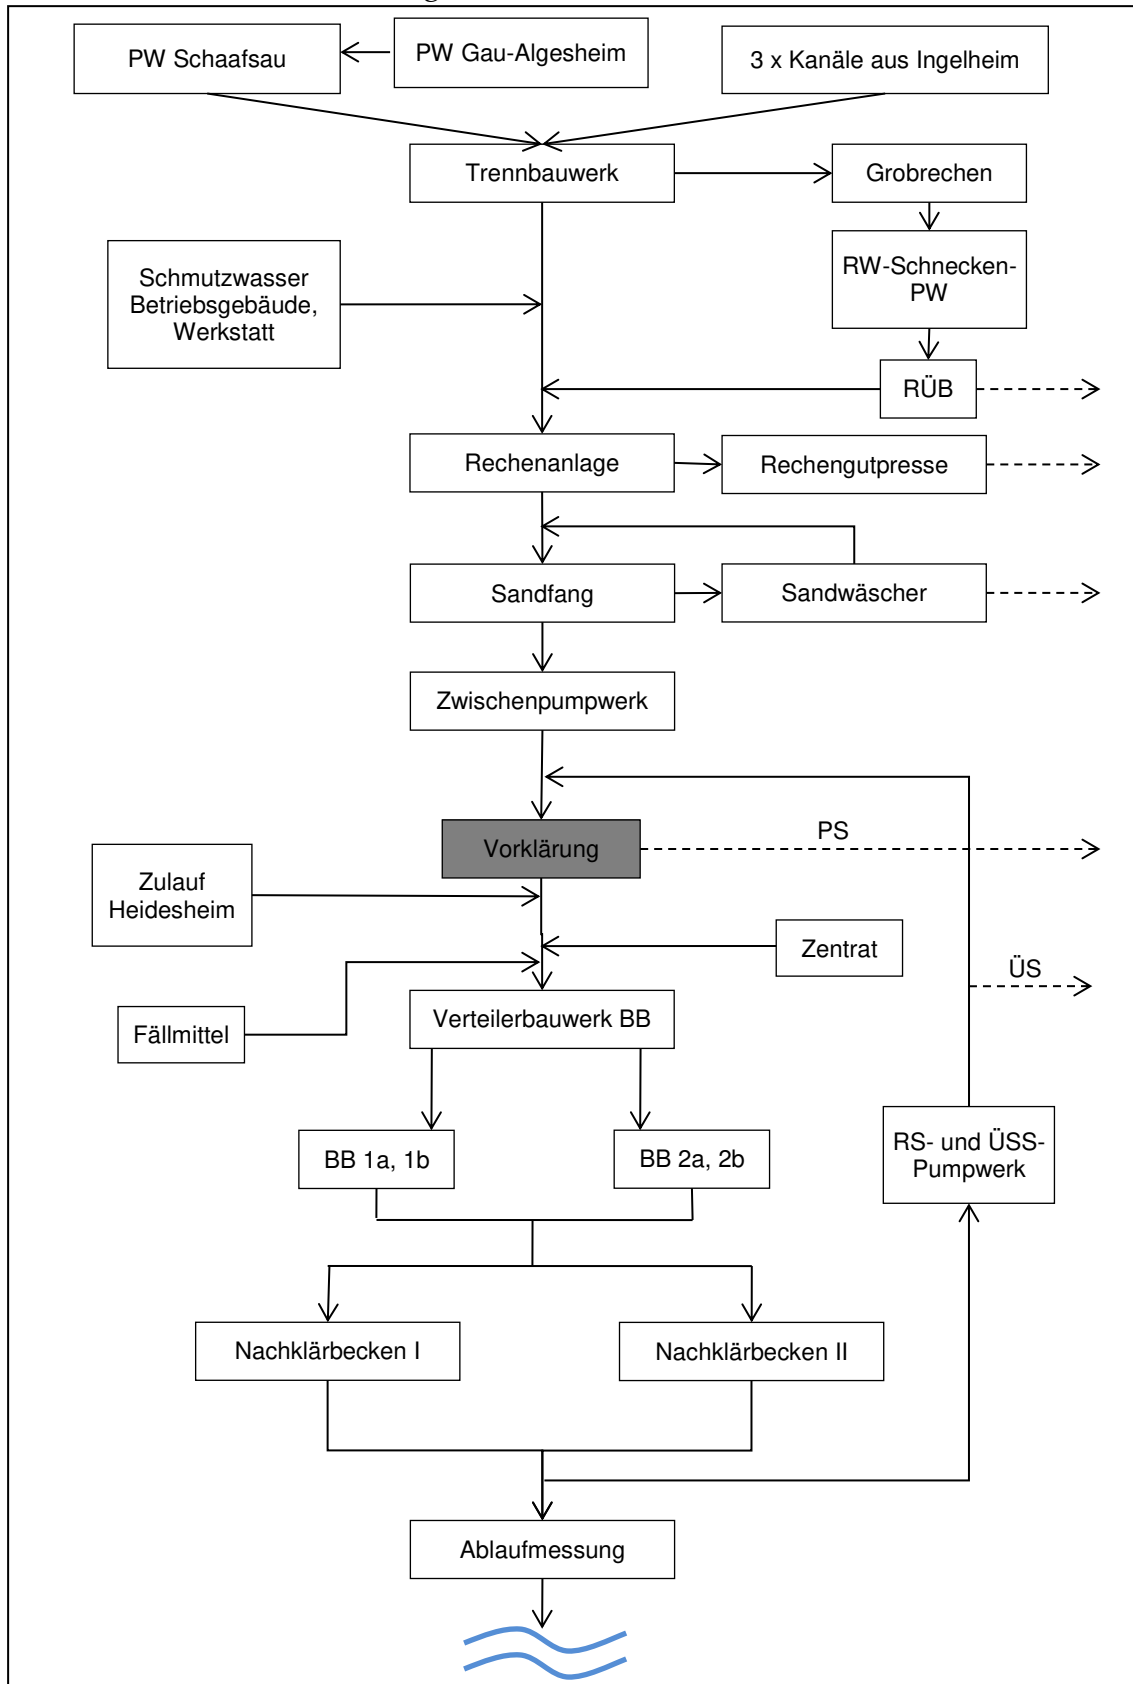 PW Schaafsau
PW Gau-Algesheim
3 x Kanäle aus Ingelheim
Trennbauwerk
Grobrechen
Schmutzwasser
Betriebsgebäude,
Werkstatt
RW-Schnecken-
PW
RÜB
Rechenanlage
Rechengutpresse
Sandfang
Sandwäscher
Zwischenpumpwerk
Vorklärung
PS
Zulauf
Heidesheim
Zentrat
ÜS
Fällmittel
Verteilerbauwerk BB
BB 1a, 1b
BB 2a, 2b
RS- und ÜSS-
Pumpwerk
Nachklärbecken I
Nachklärbecken II
Ablaufmessung